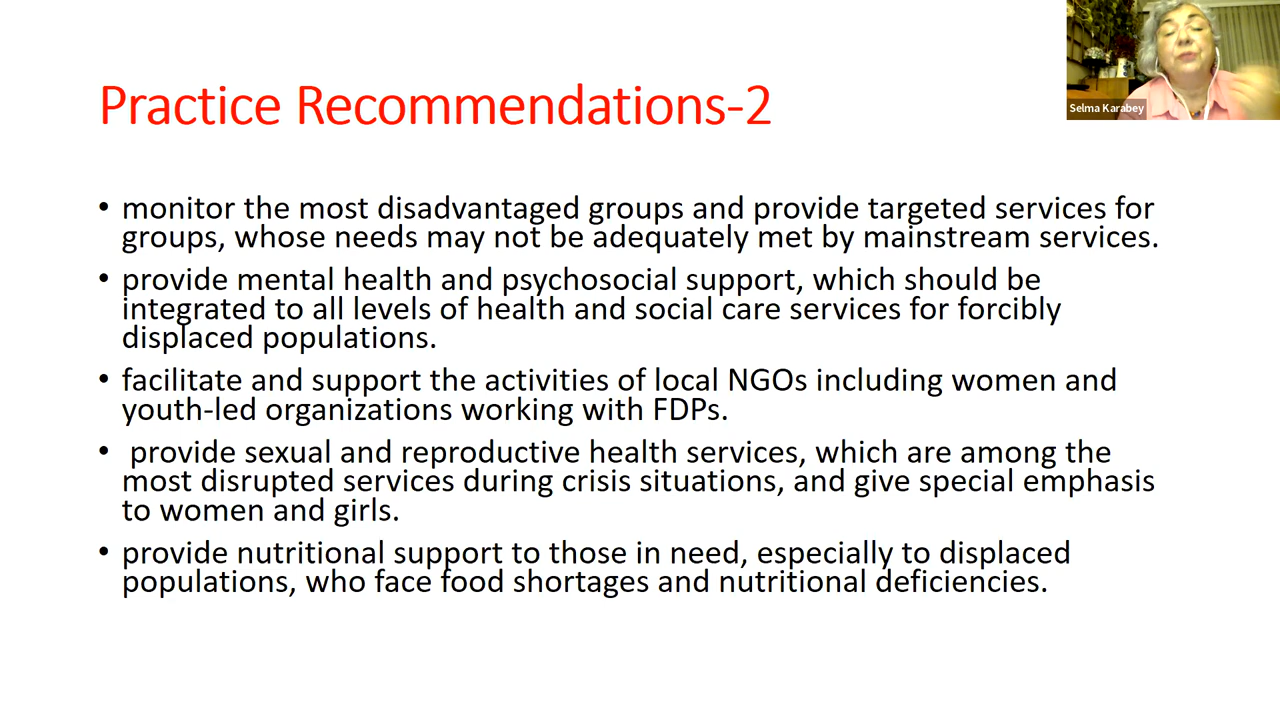 Practice Recommendations-2
Selma Karabey
• monitor the most disadvantaged groups and provide targeted services for
groups, whose needs may not be adequately met by mainstream services.
• provide mental health and psychosocial support, which should be
integrated to all levels of health and social care services for forcibly
displaced populations.
• facilitate and support the activities of local NGOs including women and
youth-led organizations working with FDPs.
• provide sexual and reproductive health services, which are among the
most disrupted services during crisis situations, and give special emphasis
to women and girls.
• provide nutritional support to those in need, especially to displaced
populations, who face food shortages and nutritional deficiencies.